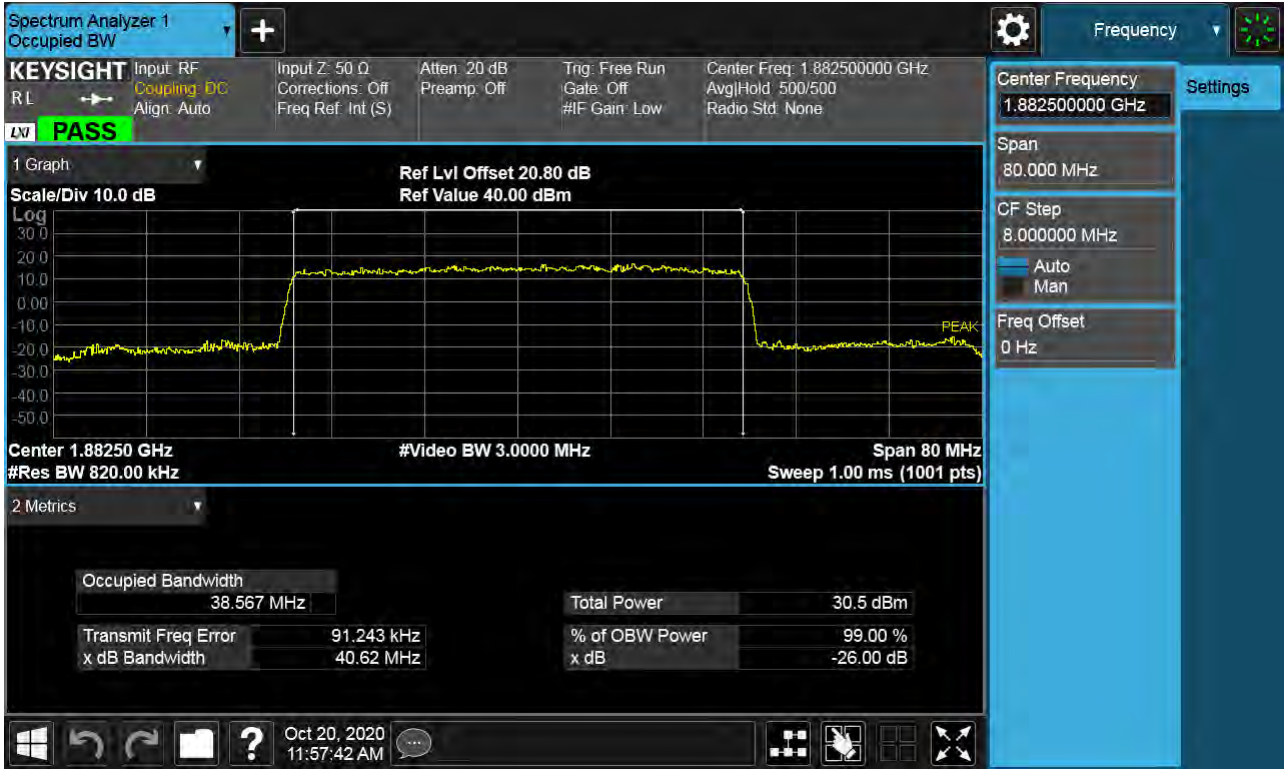 Spectrum Analyzer 1
Occupied BW
+
Frequency
KEYSIGHT
RL
LXI
PASS
Input: RF
Coupling: DC
Align: Auto
Input Z: 50 Ω
Corrections: Off
Freq Ref: Int (S)
Atten: 20 dB
Preamp: Off
Trig: Free Run
Gate: Off
#IF Gain: Low
Center Freq: 1.882500000 GHz
Avg|Hold: 500/500
Radio Std: None
1 Graph
Scale/Div 10.0 dB
Ref Lvl Offset 20.80 dB
Ref Value 40.00 dBm
Log
30.0
20.0
10.0
0.00
-10.0
-20.0
-30.0
-40.0
-50.0
PEAK
Center 1.88250 GHz
#Video BW 3.0000 MHz
Span 80 MHz
#Res BW 820.00 kHz
Sweep 1.00 ms (1001 pts)
2 Metrics
Occupied Bandwidth
38.567 MHz
Transmit Freq Error 91.243 kHz
x dB Bandwidth 40.62 MHz
Total Power 30.5 dBm
% of OBW Power 99.00 %
x dB -26.00 dB
Center Frequency
1.882500000 GHz
Settings
Span
80.000 MHz
CF Step
8.000000 MHz
Auto
Man
Freq Offset
0 Hz
?
Oct 20, 2020
11:57:42 AM